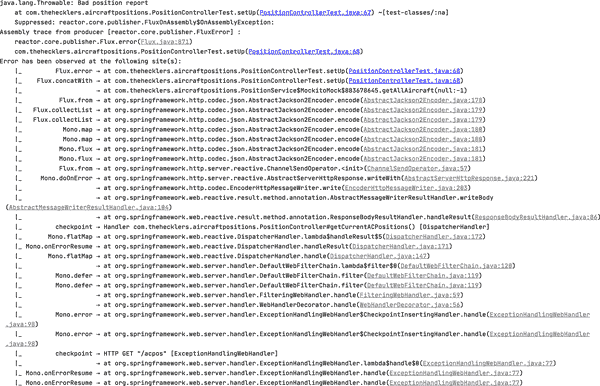 java.lang.Throwable: Bad position report
at com.thehecklers.aircraftpositions.PositionControllerTest.setUp(PositionControllerTest.java:67) ~[test-classes/:na]
Suppressed: reactor.core.publisher.FluxOnAssembly$OnAssemblyException:
Assembly trace from producer [reactor.core.publisher.FluxError] :
reactor.core.publisher.Flux.error(Flux.java:871)
at com.thehecklers.aircraftpositions.PositionControllerTest.setUp(PositionControllerTest.java:68)
Error has been observed at the following site(s):
|_ Flux.error → at com.thehecklers.aircraftpositions.PositionControllerTest.setUp(PositionControllerTest.java:68)
|_ Flux.concatWith → at com.thehecklers.aircraftpositions.PositionControllerTest.setUp(PositionControllerTest.java:68)
|_ → at com.thehecklers.aircraftpositions.PositionService$MockitoMock$883678645.getAllAircraft(null:-1)
|_ Flux.from → at org.springframework.http.codec.json.AbstractJackson2Encoder.encode(AbstractJackson2Encoder.java:178)
|_ Flux.collectList → at org.springframework.http.codec.json.AbstractJackson2Encoder.encode(AbstractJackson2Encoder.java:179)
|_ Flux.collectList → at org.springframework.http.codec.json.AbstractJackson2Encoder.encode(AbstractJackson2Encoder.java:179)
|_ Mono.map → at org.springframework.http.codec.json.AbstractJackson2Encoder.encode(AbstractJackson2Encoder.java:180)
|_ Mono.map → at org.springframework.http.codec.json.AbstractJackson2Encoder.encode(AbstractJackson2Encoder.java:180)
|_ Mono.flux → at org.springframework.http.codec.json.AbstractJackson2Encoder.encode(AbstractJackson2Encoder.java:181)
|_ Mono.flux → at org.springframework.http.codec.json.AbstractJackson2Encoder.encode(AbstractJackson2Encoder.java:181)
|_ Flux.from → at org.springframework.http.server.reactive.ChannelSendOperator.<init>(ChannelSendOperator.java:57)
|_ Mono.doOnError → at org.springframework.http.server.reactive.AbstractServerHttpResponse.writeWith(AbstractServerHttpResponse.java:221)
|_ → at org.springframework.http.codec.EncoderHttpMessageWriter.write(EncoderHttpMessageWriter.java:203)
|_ → at org.springframework.web.reactive.result.method.annotation.AbstractMessageWriterResultHandler.writeBody
(AbstractMessageWriterResultHandler.java:104)
|_ → at org.springframework.web.reactive.result.method.annotation.ResponseBodyResultHandler.handleResult(ResponseBodyResultHandler.java:86)
|_ checkpoint → Handler com.thehecklers.aircraftpositions.PositionController#getCurrentACPositions() [DispatcherHandler]
|_ Mono.flatMap → at org.springframework.web.reactive.DispatcherHandler.lambda$handleResult$5(DispatcherHandler.java:172)
|_ Mono.onErrorResume → at org.springframework.web.reactive.DispatcherHandler.handleResult(DispatcherHandler.java:171)
|_ Mono.flatMap → at org.springframework.web.reactive.DispatcherHandler.handle(DispatcherHandler.java:147)
|_ → at org.springframework.web.server.handler.DefaultWebFilterChain.lambda$filter$0(DefaultWebFilterChain.java:120)
|_ Mono.defer → at org.springframework.web.server.handler.DefaultWebFilterChain.filter(DefaultWebFilterChain.java:119)
|_ Mono.defer → at org.springframework.web.server.handler.DefaultWebFilterChain.filter(DefaultWebFilterChain.java:119)
|_ → at org.springframework.web.server.handler.FilteringWebHandler.handle(FilteringWebHandler.java:59)
|_ → at org.springframework.web.server.handler.WebHandlerDecorator.handle(WebHandlerDecorator.java:56)
|_ Mono.error → at org.springframework.web.server.handler.ExceptionHandlingWebHandler$CheckpointInsertingHandler.handle(ExceptionHandlingWebHandler
.java:98)
|_ Mono.error → at org.springframework.web.server.handler.ExceptionHandlingWebHandler$CheckpointInsertingHandler.handle(ExceptionHandlingWebHandler
.java:98)
|_ checkpoint → HTTP GET "/acpos" [ExceptionHandlingWebHandler]
|_ → at org.springframework.web.server.handler.ExceptionHandlingWebHandler.lambda$handle$0(ExceptionHandlingWebHandler.java:77)
|_ Mono.onErrorResume → at org.springframework.web.server.handler.ExceptionHandlingWebHandler.handle(ExceptionHandlingWebHandler.java:77)
|_ Mono.onErrorResume → at org.springframework.web.server.handler.ExceptionHandlingWebHandler.handle(ExceptionHandlingWebHandler.java:77)